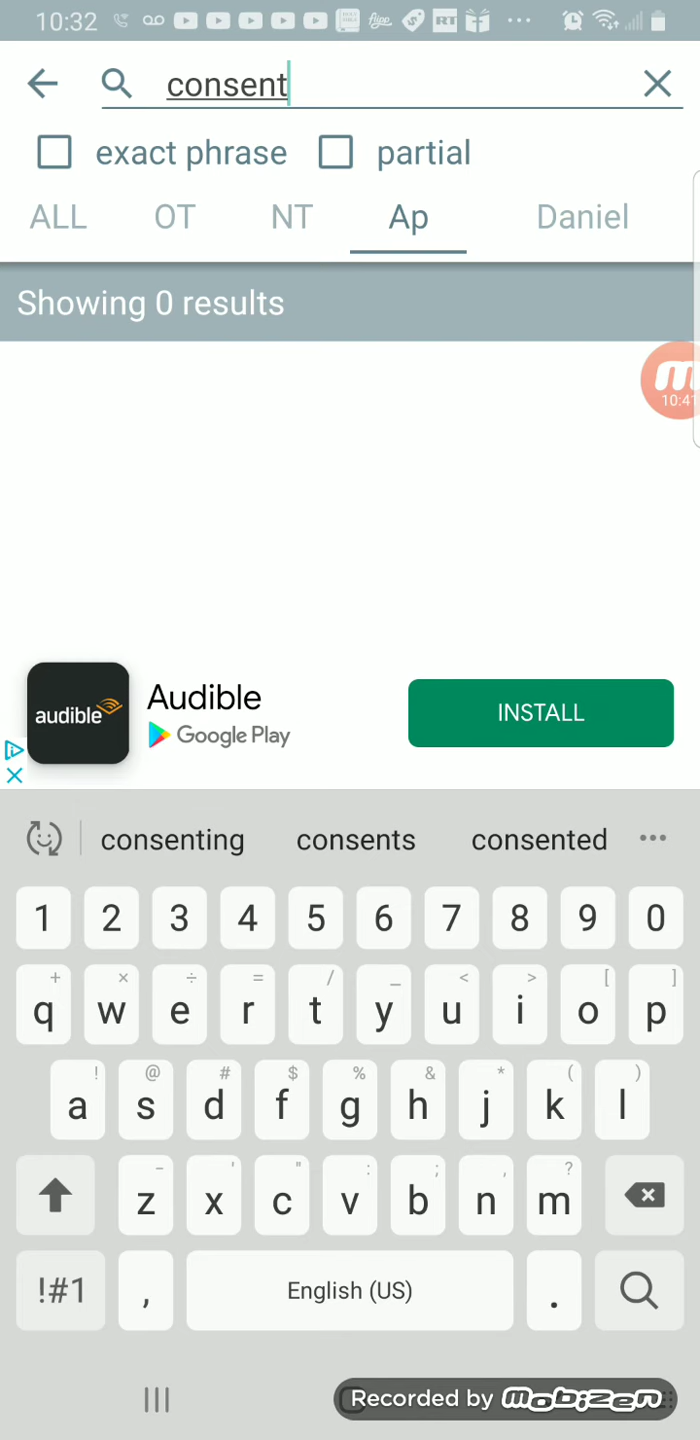 10:32
consent
exact phrase partial
ALL OT NT Ap Daniel
Showing 0 results
10:41
audible
Audible
Google Play
INSTALL
consenting consents consented
1 2 3 4 5 6 7 8 9 0
+ × ÷ = / _ < > [ ]
q w e r t y u i o p
! @ # $ % & * ( )
a s d f g h j k l
- ' " : ; , ?
z x c v b n m
!#1 , English (US) .
Recorded by mobizen